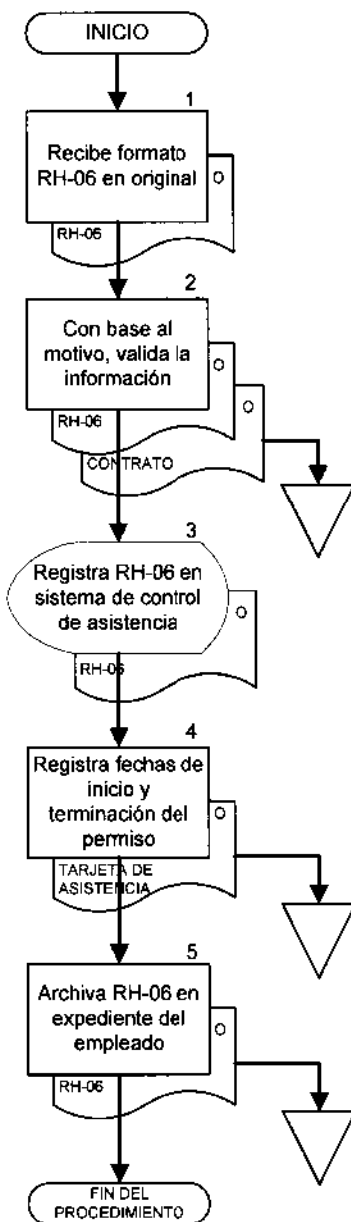 INICIO
1
Recibe formato
RH-06 en original
O
RH-06
2
Con base al
motivo, valida la
información
O
RH-06
O
CONTRATO
3
Registra RH-06 en
sistema de control
de asistencia
O
RH-06
4
Registra fechas de
inicio y
terminación del
permiso
O
TARJETA DE
ASISTENCIA
5
Archiva RH-06 en
expediente del
empleado
O
RH-06
FIN DEL
PROCEDIMIENTO